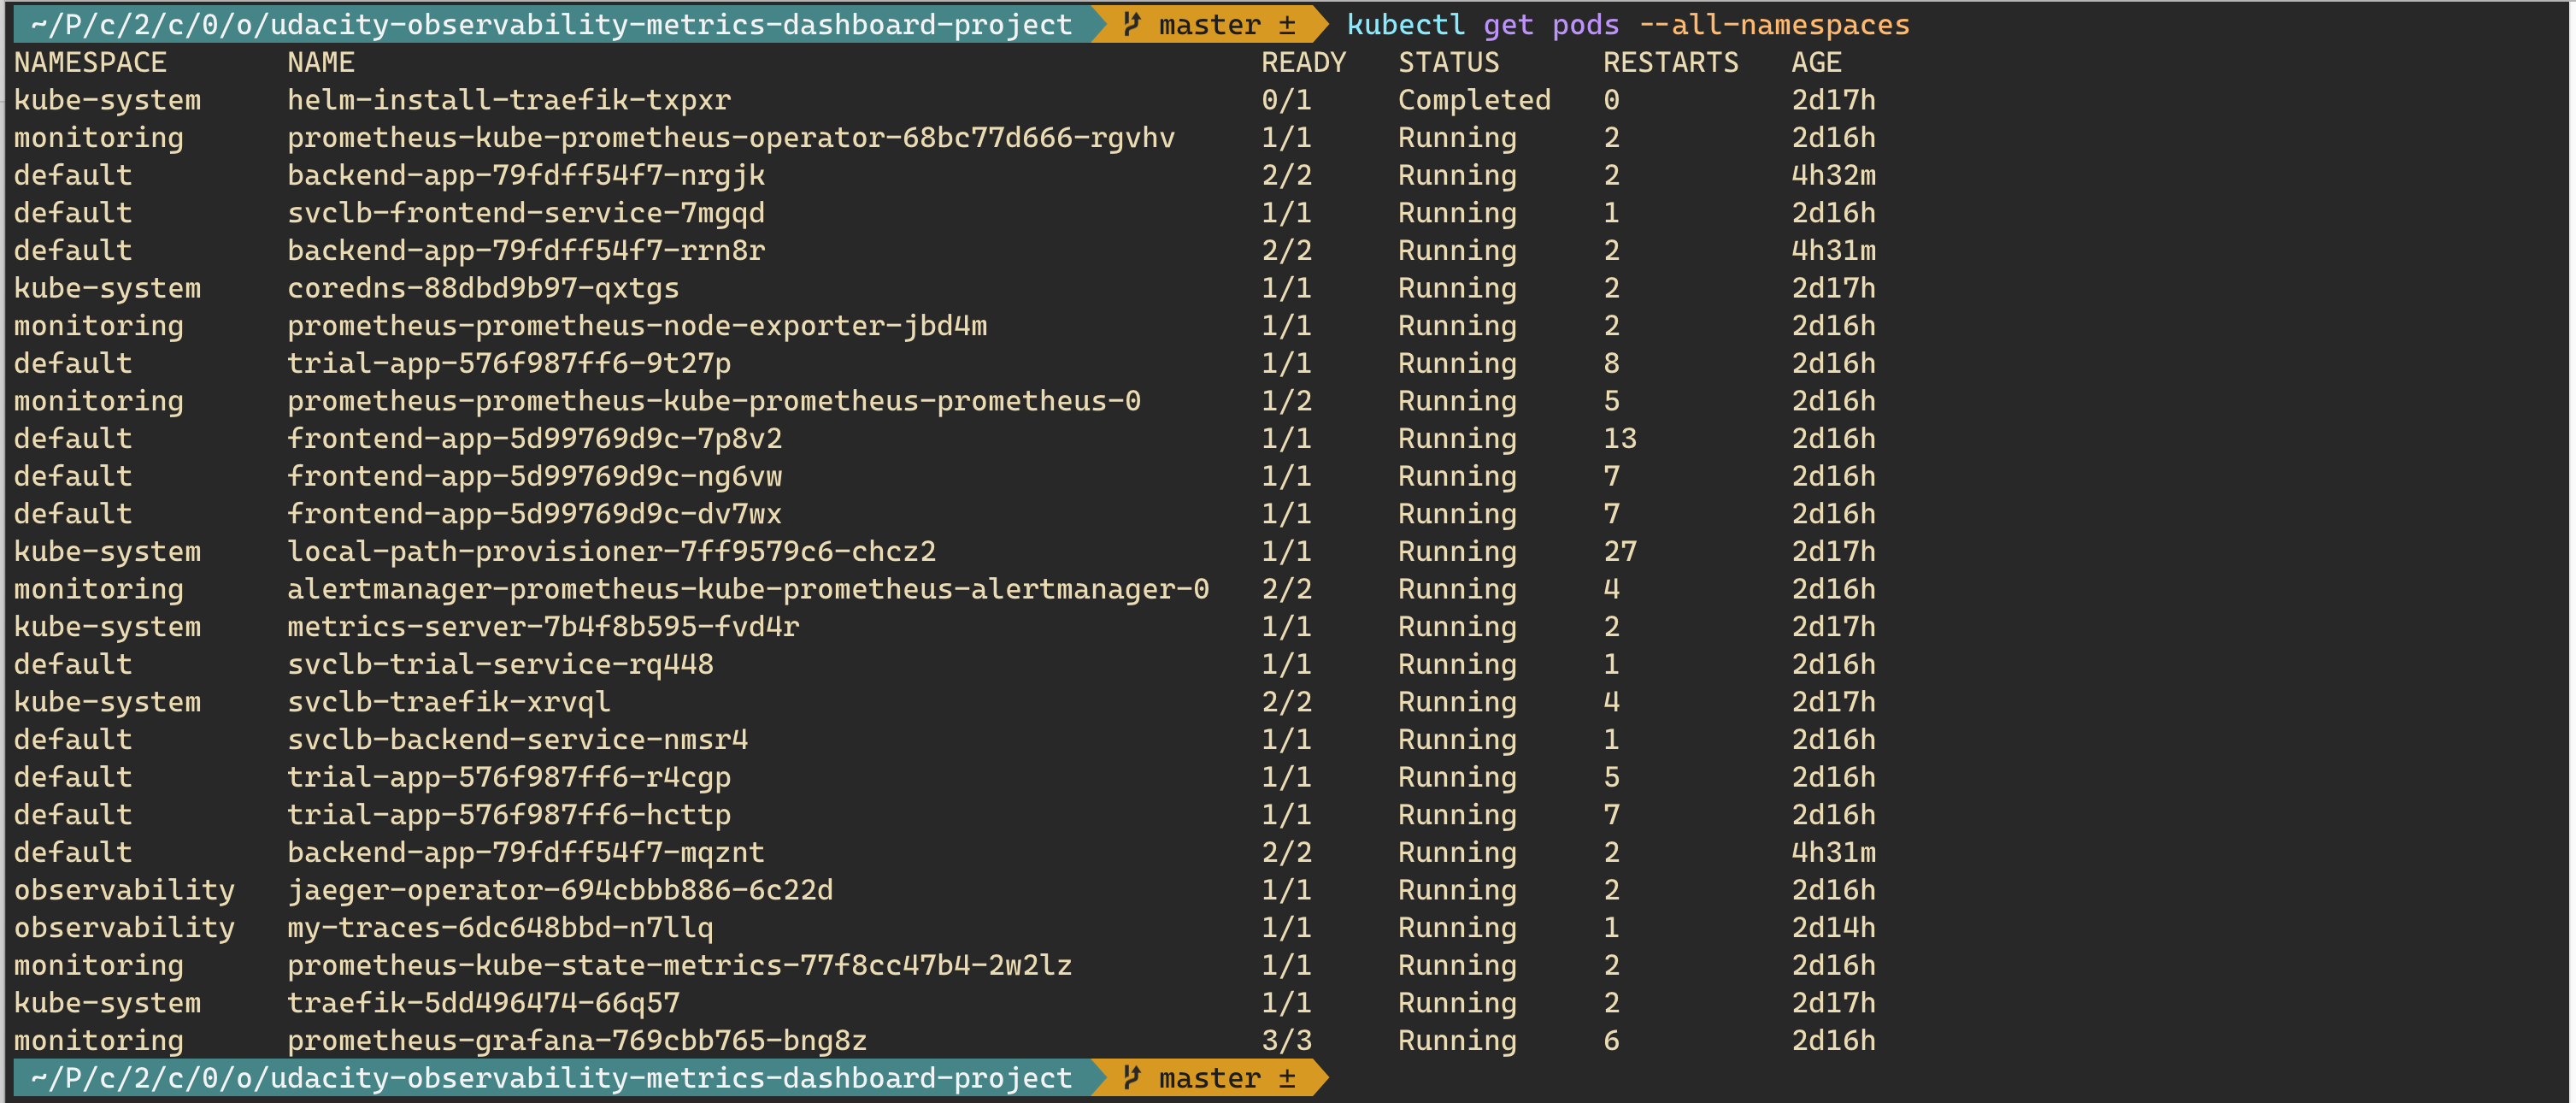 ~/P/c/2/c/0/o/udacity-observability-metrics-dashboard-project master ± kubectl get pods --all-namespaces
NAMESPACE NAME READY STATUS RESTARTS AGE
kube-system helm-install-traefik-txpxr 0/1 Completed 0 2d17h
monitoring prometheus-kube-prometheus-operator-68bc77d666-rgvhv 1/1 Running 2 2d16h
default backend-app-79fdff54f7-nrgjk 2/2 Running 2 4h32m
default svclb-frontend-service-7mgqd 1/1 Running 1 2d16h
default backend-app-79fdff54f7-rrn8r 2/2 Running 2 4h31m
kube-system coredns-88dbd9b97-qxtgs 1/1 Running 2 2d17h
monitoring prometheus-prometheus-node-exporter-jbd4m 1/1 Running 2 2d16h
default trial-app-576f987ff6-9t27p 1/1 Running 8 2d16h
monitoring prometheus-prometheus-kube-prometheus-prometheus-0 1/2 Running 5 2d16h
default frontend-app-5d99769d9c-7p8v2 1/1 Running 13 2d16h
default frontend-app-5d99769d9c-ng6vw 1/1 Running 7 2d16h
default frontend-app-5d99769d9c-dv7wx 1/1 Running 7 2d16h
kube-system local-path-provisioner-7ff9579c6-chcz2 1/1 Running 27 2d17h
monitoring alertmanager-prometheus-kube-prometheus-alertmanager-0 2/2 Running 4 2d16h
kube-system metrics-server-7b4f8b595-fvd4r 1/1 Running 2 2d17h
default svclb-trial-service-rq448 1/1 Running 1 2d16h
kube-system svclb-traefik-xrvql 2/2 Running 4 2d17h
default svclb-backend-service-nmsr4 1/1 Running 1 2d16h
default trial-app-576f987ff6-r4cgp 1/1 Running 5 2d16h
default trial-app-576f987ff6-hcttp 1/1 Running 7 2d16h
default backend-app-79fdff54f7-mqznt 2/2 Running 2 4h31m
observability jaeger-operator-694cbbb886-6c22d 1/1 Running 2 2d16h
observability my-traces-6dc648bbd-n7llq 1/1 Running 1 2d14h
monitoring prometheus-kube-state-metrics-77f8cc47b4-2w2lz 1/1 Running 2 2d16h
kube-system traefik-5dd496474-66q57 1/1 Running 2 2d17h
monitoring prometheus-grafana-769cbb765-bng8z 3/3 Running 6 2d16h
~/P/c/2/c/0/o/udacity-observability-metrics-dashboard-project master ±